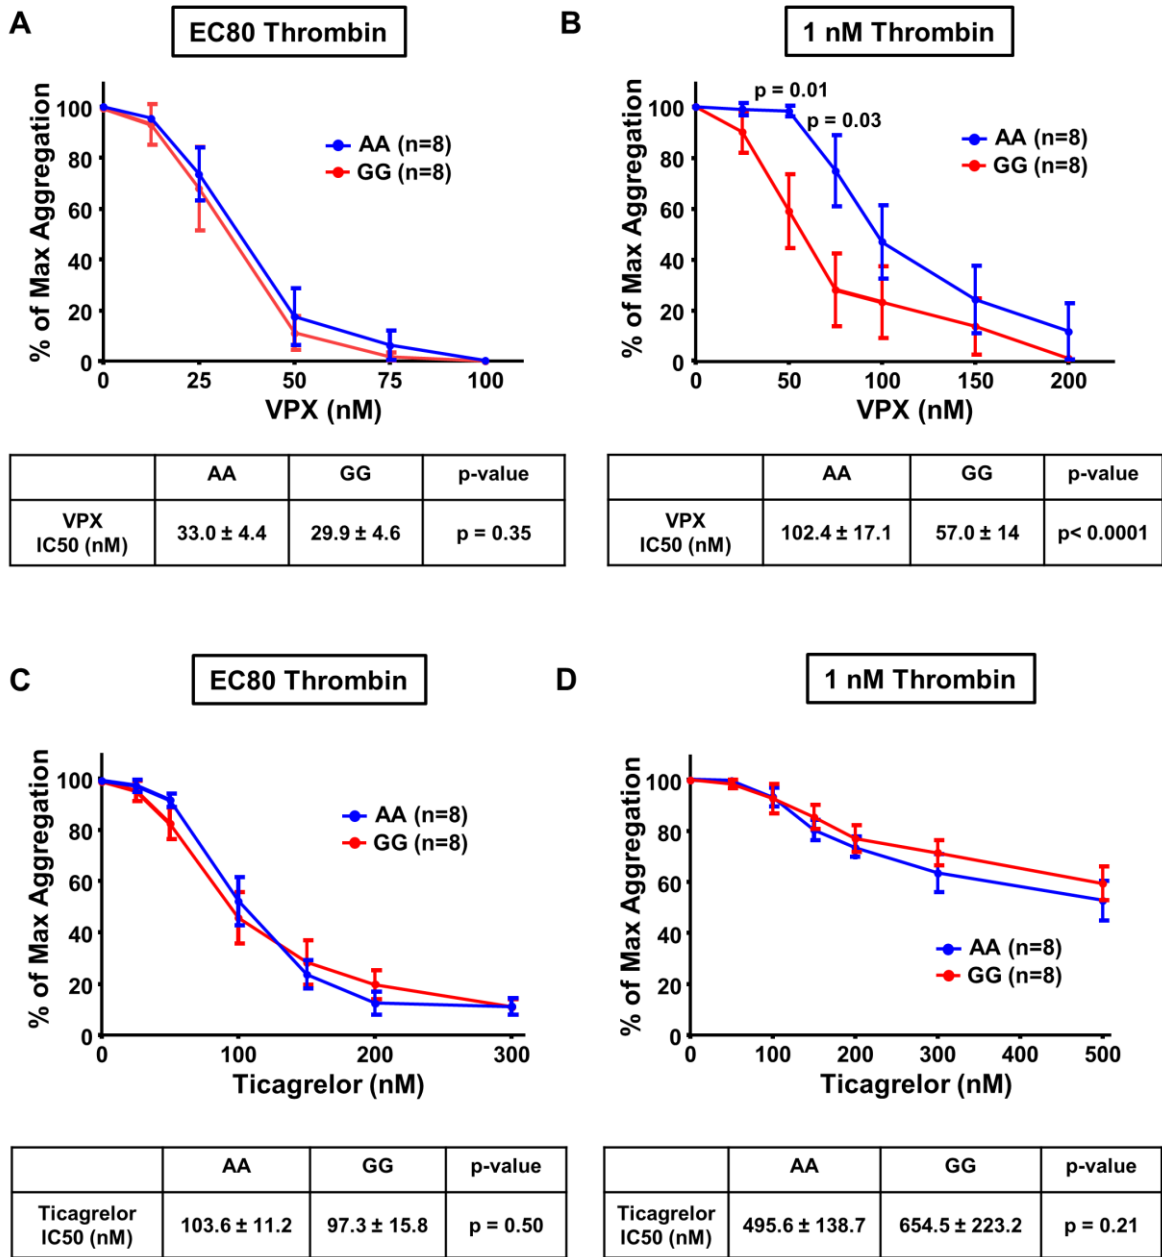 A
EC80 Thrombin
% of Max Aggregation
100
80
60
40
20
0
AA (n=8)
GG (n=8)
0 25 50 75 100
VPX (nM)
AA GG p-value
VPX
IC50 (nM)
33.0 ± 4.4 29.9 ± 4.6 p = 0.35
B
1 nM Thrombin
% of Max Aggregation
100
80
60
40
20
0
p = 0.01
p = 0.03
AA (n=8)
GG (n=8)
0 50 100 150 200
VPX (nM)
AA GG p-value
VPX
IC50 (nM)
102.4 ± 17.1 57.0 ± 14 p< 0.0001
C
EC80 Thrombin
% of Max Aggregation
100
80
60
40
20
0
AA (n=8)
GG (n=8)
0 100 200 300
Ticagrelor (nM)
AA GG p-value
Ticagrelor
IC50 (nM)
103.6 ± 11.2 97.3 ± 15.8 p = 0.50
D
1 nM Thrombin
% of Max Aggregation
100
80
60
40
20
0
AA (n=8)
GG (n=8)
0 100 200 300 400 500
Ticagrelor (nM)
AA GG p-value
Ticagrelor
IC50 (nM)
495.6 ± 138.7 654.5 ± 223.2 p = 0.21